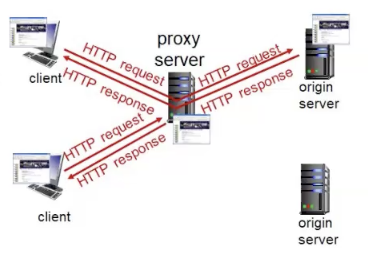 proxy
server
client
HTTP request
HTTP response
HTTP request
HTTP response
origin
server
HTTP request
HTTP response
client
origin
server